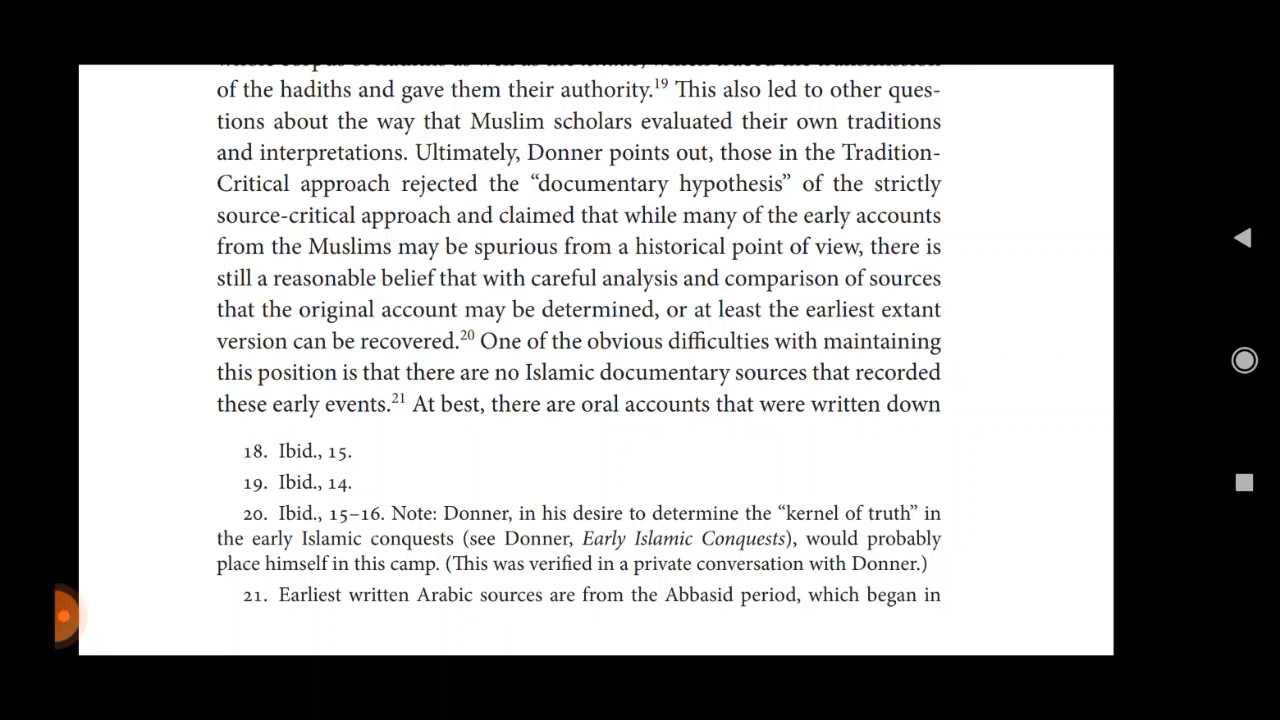 of the hadiths and gave them their authority.19 This also led to other ques-
tions about the way that Muslim scholars evaluated their own traditions
and interpretations. Ultimately, Donner points out, those in the Tradition-
Critical approach rejected the “documentary hypothesis” of the strictly
source-critical approach and claimed that while many of the early accounts
from the Muslims may be spurious from a historical point of view, there is
still a reasonable belief that with careful analysis and comparison of sources
that the original account may be determined, or at least the earliest extant
version can be recovered.20 One of the obvious difficulties with maintaining
this position is that there are no Islamic documentary sources that recorded
these early events.21 At best, there are oral accounts that were written down
18. Ibid., 15.
19. Ibid., 14.
20. Ibid., 15–16. Note: Donner, in his desire to determine the “kernel of truth” in
the early Islamic conquests (see Donner, Early Islamic Conquests), would probably
place himself in this camp. (This was verified in a private conversation with Donner.)
21. Earliest written Arabic sources are from the Abbasid period, which began in